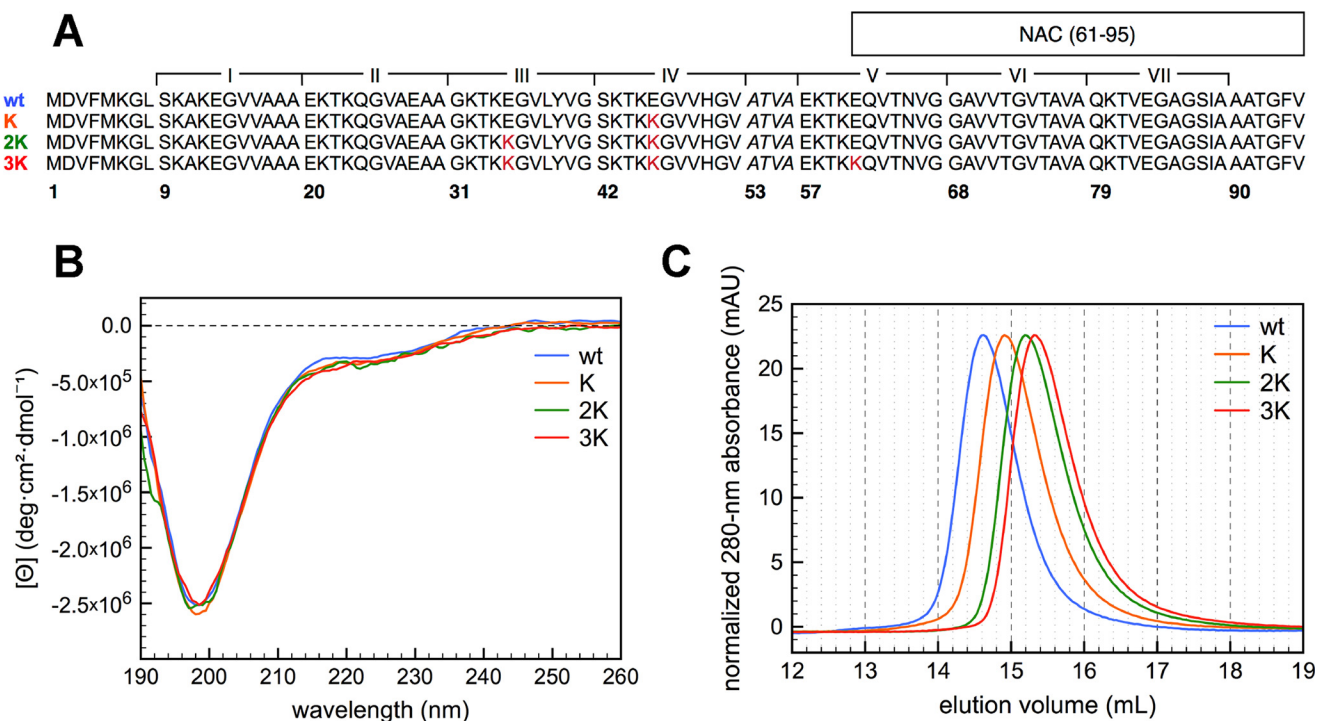 A
NAC (61-95)
I II III IV V VI VII
wt MDVFMKGL SKAKEGVVAAA EKTKQGVAEAA GKTKEGVLYVG SKTKEGVVHGV ATVA EKTKEQVTNVGG GAVVTGVTAVA QKTVEGAGSIA AATGFV
K MDVFMKGL SKAKEGVVAAA EKTKQGVAEAA GKTKEGVLYVG SKTKKGVVHGV ATVA EKTKEQVTNVGG GAVVTGVTAVA QKTVEGAGSIA AATGFV
2K MDVFMKGL SKAKEGVVAAA EKTKQGVAEAA GKTKKGVLYVG SKTKKGVVHGV ATVA EKTKEQVTNVGG GAVVTGVTAVA QKTVEGAGSIA AATGFV
3K MDVFMKGL SKAKEGVVAAA EKTKQGVAEAA GKTKKGVLYVG SKTKKGVVHGV ATVA EKTKKQVTNVGG GAVVTGVTAVA QKTVEGAGSIA AATGFV
1 9 20 31 42 53 57 68 79 90
B
[Θ] (deg·cm²·dmol⁻¹)
0.0
-5.0x10⁵
-1.0x10⁶
-1.5x10⁶
-2.0x10⁶
-2.5x10⁶
wt
K
2K
3K
190 200 210 220 230 240 250 260
wavelength (nm)
C
normalized 280-nm absorbance (mAU)
25
20
15
10
5
0
wt
K
2K
3K
12 13 14 15 16 17 18 19
elution volume (mL)